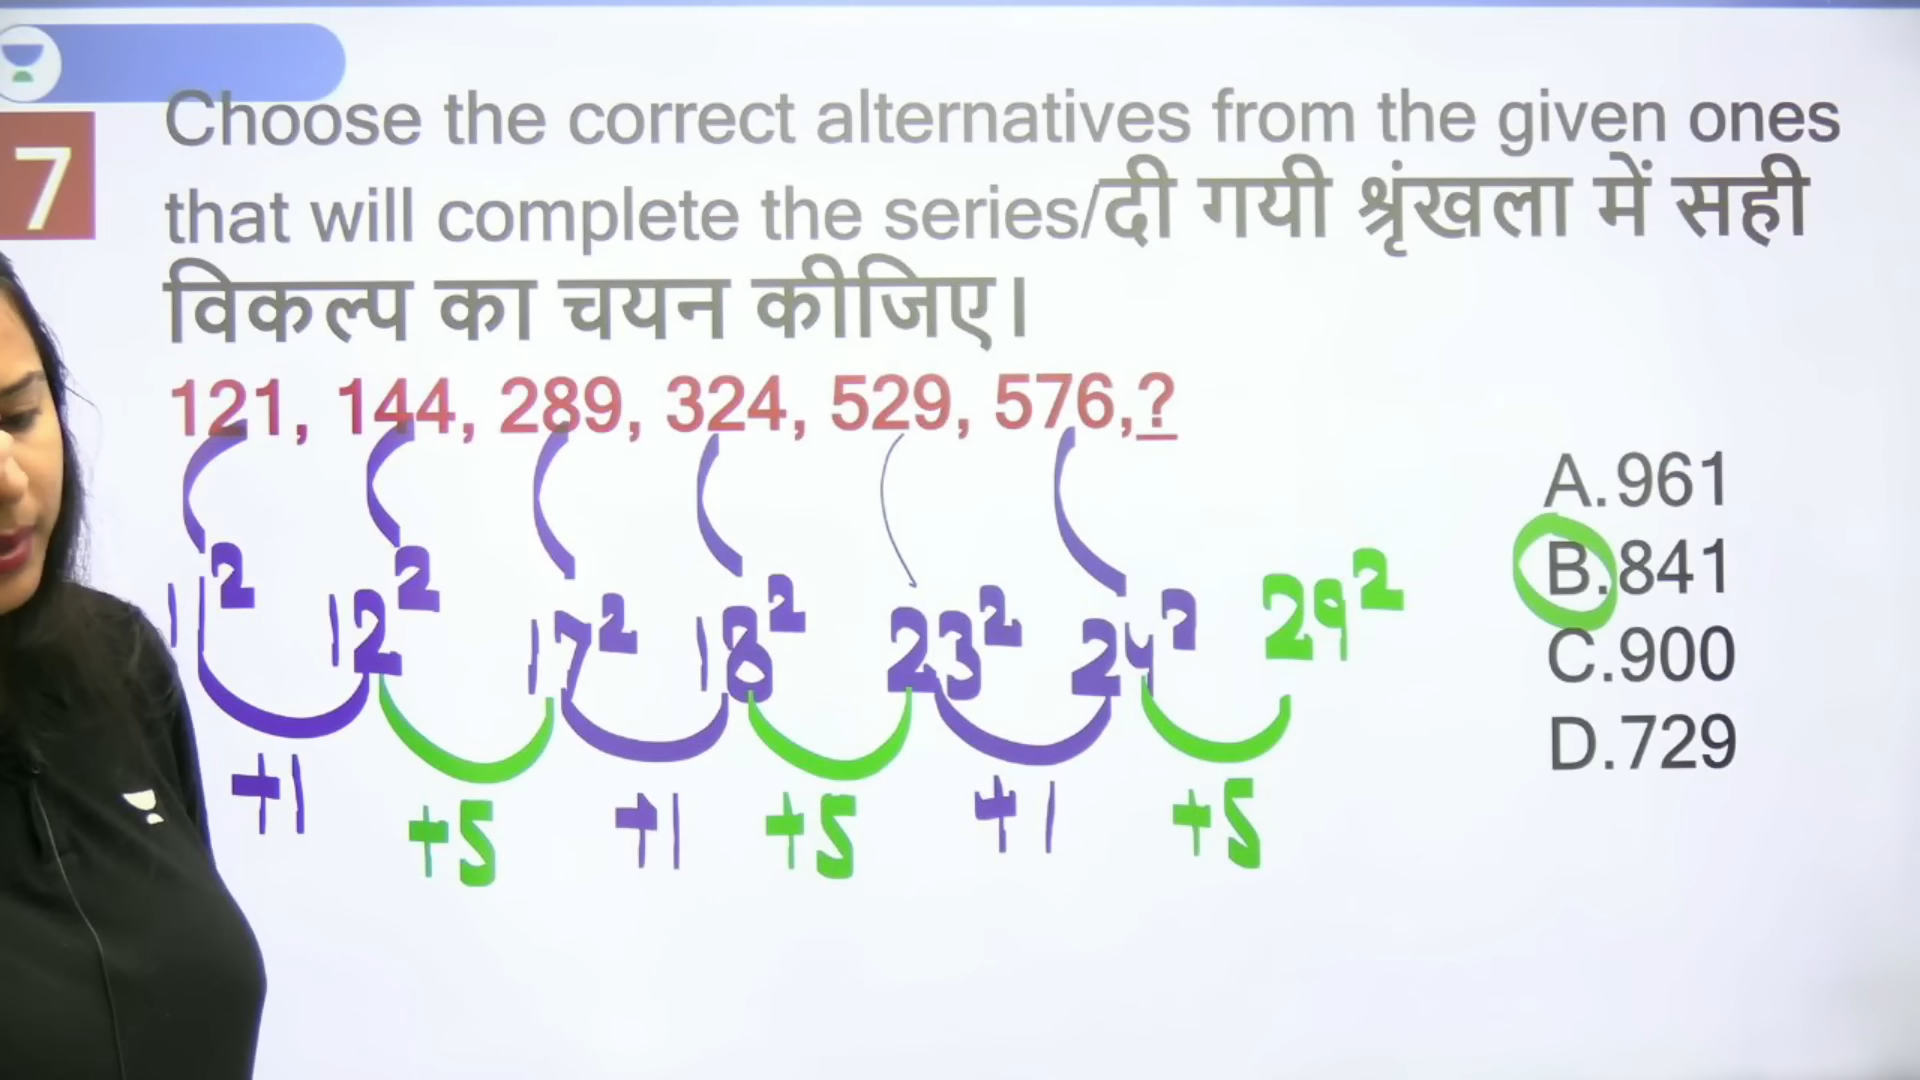 7
Choose the correct alternatives from the given ones
that will complete the series/दी गयी श्रृंखला में सही
विकल्प का चयन कीजिए।
121, 144, 289, 324, 529, 576,?
A.961
B.841
C.900
D.729
11² 12² 17² 18² 23² 24² 29²
+1 +5 +1 +5 +1 +5